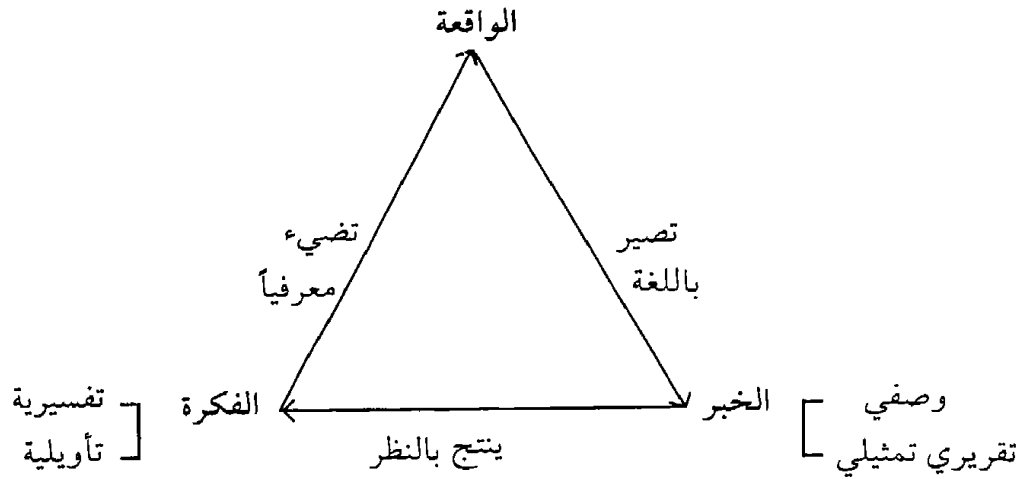 الواقعة
تصير
باللغة
تضيء
معرفياً
وصفي
تقريري تمثيلي
الخبر
ينتج بالنظر
الفكرة
تفسيرية
تأويلية